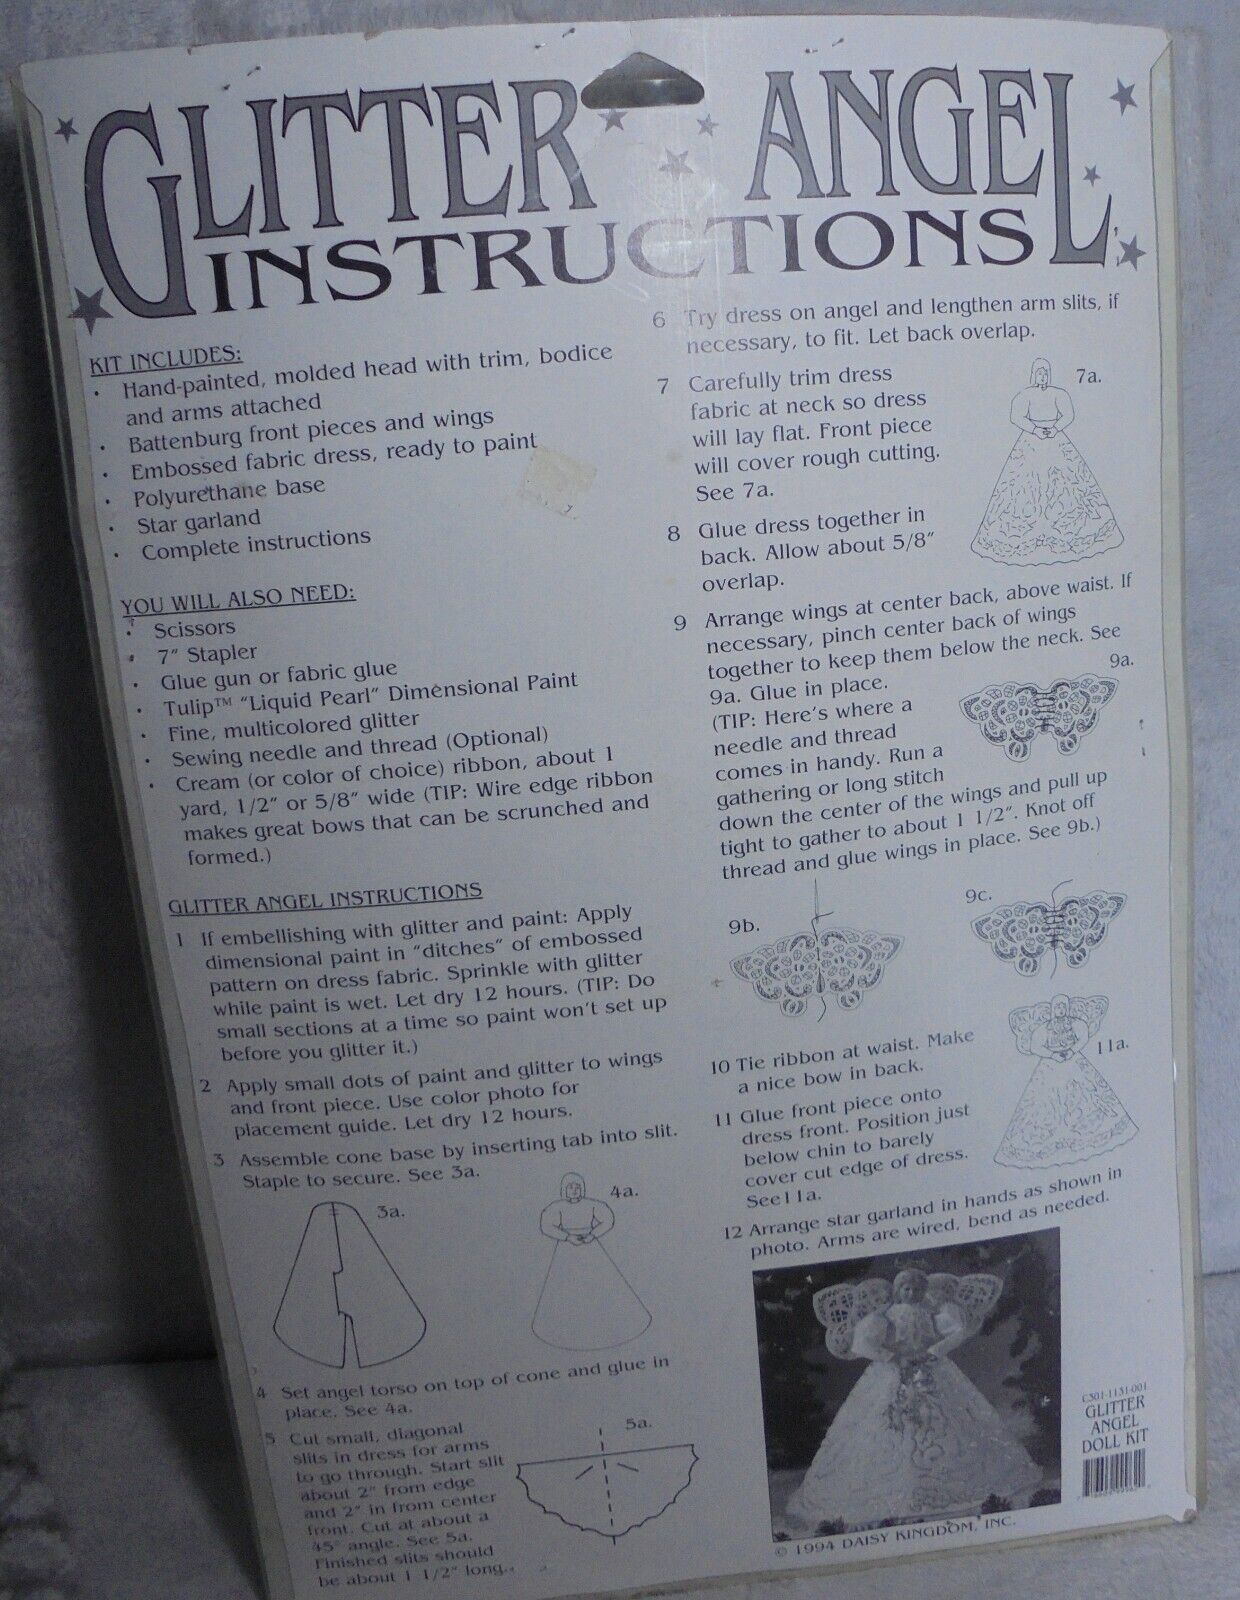 GLITTER ANGEL
INSTRUCTIONS
KIT INCLUDES:
· Hand-painted, molded head with trim, bodice
and arms attached
· Battenburg front pieces and wings
· Embossed fabric dress, ready to paint
· Polyurethane base
· Star garland
· Complete instructions
YOU WILL ALSO NEED:
· Scissors
· 7" Stapler
· Glue gun or fabric glue
· Tulip™ "Liquid Pearl" Dimensional Paint
· Fine, multicolored glitter
· Sewing needle and thread (Optional)
· Cream (or color of choice) ribbon, about 1
yard, 1/2" or 5/8" wide (TIP: Wire edge ribbon
makes great bows that can be scrunched and
formed.)
GLITTER ANGEL INSTRUCTIONS
1 If embellishing with glitter and paint: Apply
dimensional paint in "ditches" of embossed
pattern on dress fabric. Sprinkle with glitter
while paint is wet. Let dry 12 hours. (TIP: Do
small sections at a time so paint won't set up
before you glitter it.)
2 Apply small dots of paint and glitter to wings
and front piece. Use color photo for
placement guide. Let dry 12 hours.
3 Assemble cone base by inserting tab into slit.
Staple to secure. See 3a.
3a.
4a.
4 Set angel torso on top of cone and glue in
place. See 4a.
5 Cut small, diagonal
slits in dress for arms
to go through. Start slit
about 2" from edge
and 2" in from center
front. Cut at about a
45° angle. See 5a.
Finished slits should
be about 1 1/2" long.
5a.
6 Try dress on angel and lengthen arm slits, if
necessary, to fit. Let back overlap.
7 Carefully trim dress
fabric at neck so dress
will lay flat. Front piece
will cover rough cutting.
See 7a.
7a.
8 Glue dress together in
back. Allow about 5/8"
overlap.
9 Arrange wings at center back, above waist. If
necessary, pinch center back of wings
together to keep them below the neck. See
9a. Glue in place.
9a.
(TIP: Here's where a
needle and thread
comes in handy. Run a
gathering or long stitch
down the center of the wings and pull up
tight to gather to about 1 1/2". Knot off
thread and glue wings in place. See 9b.)
9b.
9c.
10 Tie ribbon at waist. Make
a nice bow in back.
11 Glue front piece onto
dress front. Position just
below chin to barely
cover cut edge of dress.
See11a.
11a.
12 Arrange star garland in hands as shown in
photo. Arms are wired, bend as needed.
C301-1131-001
GLITTER
ANGEL
DOLL KIT
© 1994 DAISY KINGDOM, INC.